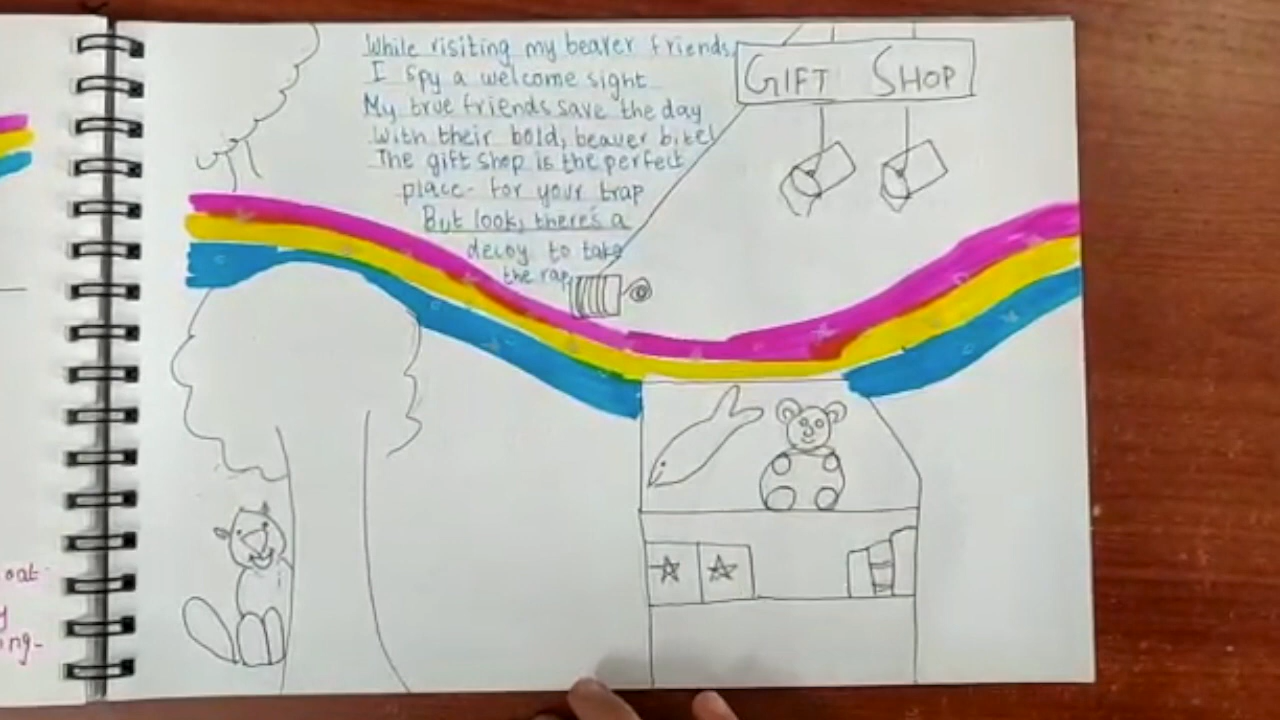 While visiting my beaver friends,
I spy a welcome sight
My true friends save the day
With their bold, beaver bite!
The gift shop is the perfect
place for your trap
But look, there's a
decoy to take
the rap.
GIFT SHOP
oat
y
ng-